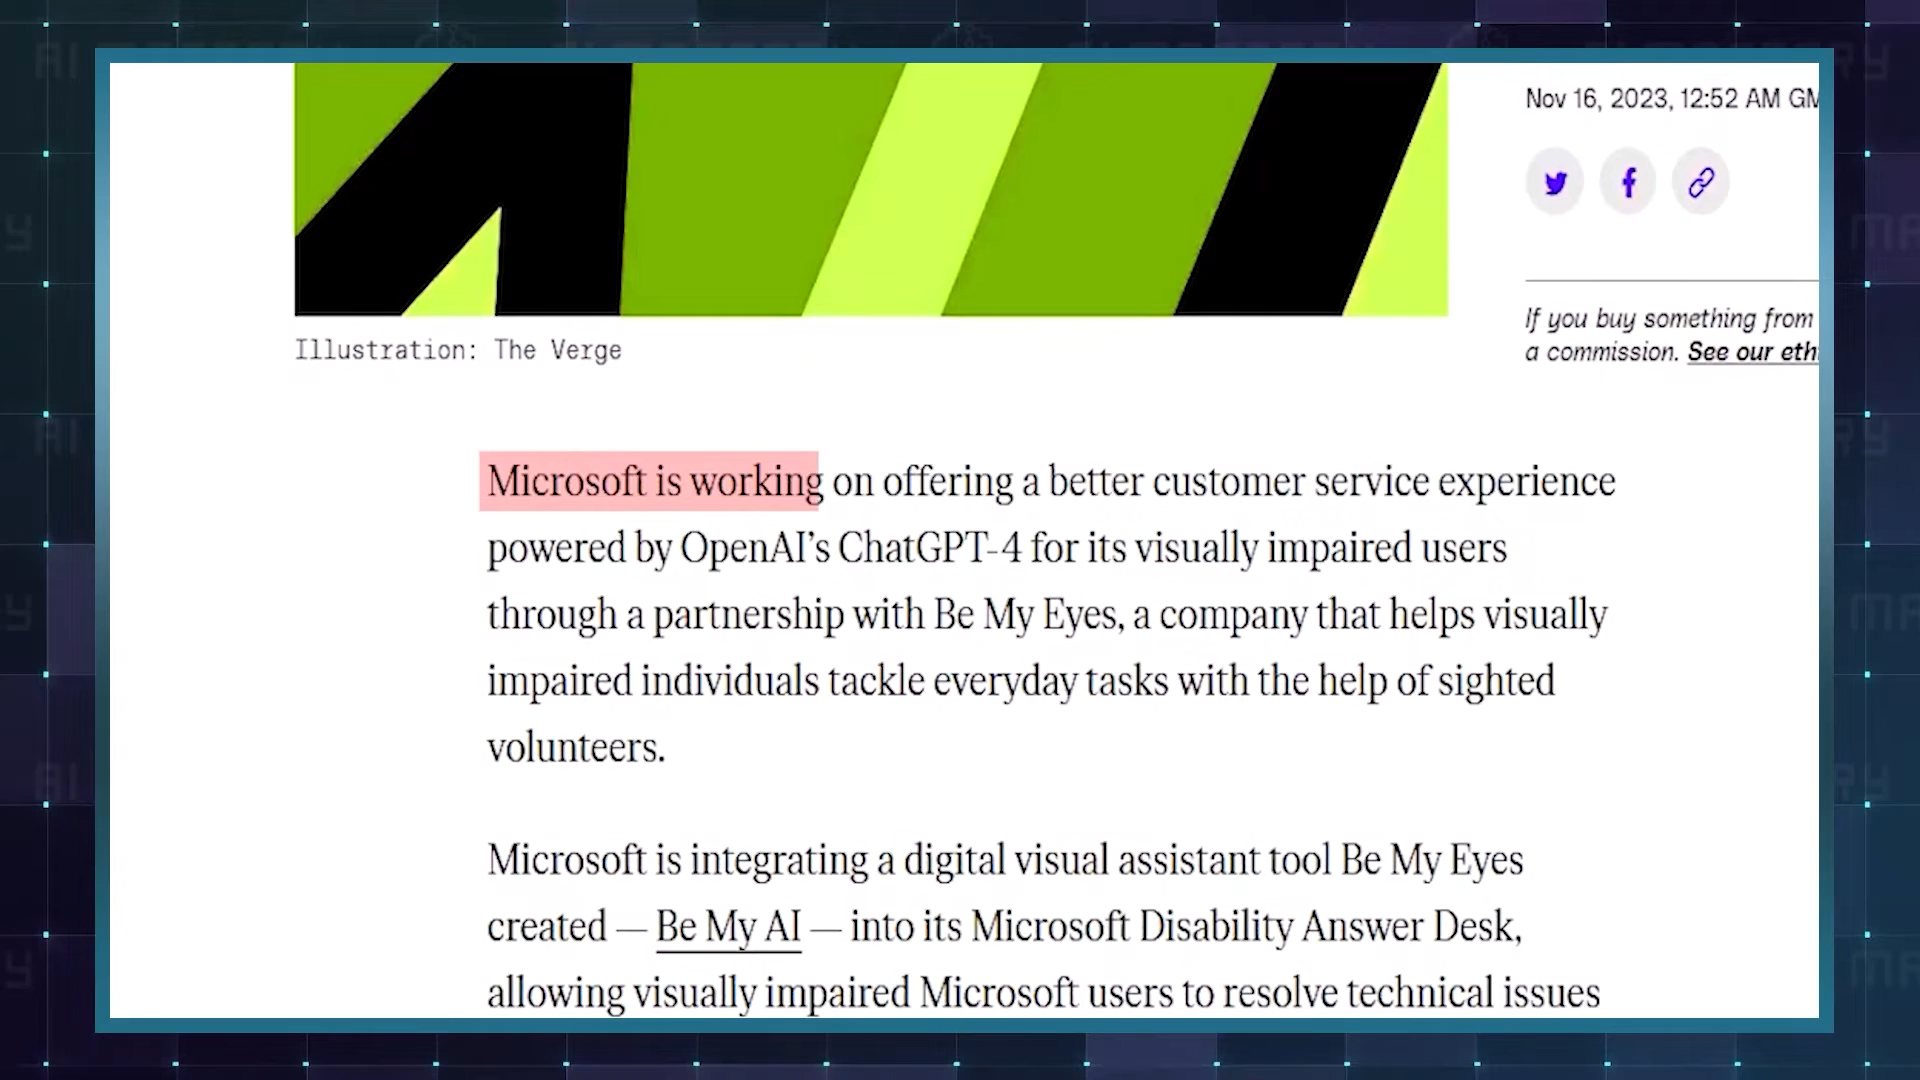 Nov 16, 2023, 12:52 AM
Illustration: The Verge
If you buy something from
a commission. See our
Microsoft is working on offering a better customer service experience
powered by OpenAI’s ChatGPT-4 for its visually impaired users
through a partnership with Be My Eyes, a company that helps visually
impaired individuals tackle everyday tasks with the help of sighted
volunteers.
Microsoft is integrating a digital visual assistant tool Be My Eyes
created — Be My AI — into its Microsoft Disability Answer Desk,
allowing visually impaired Microsoft users to resolve technical issues